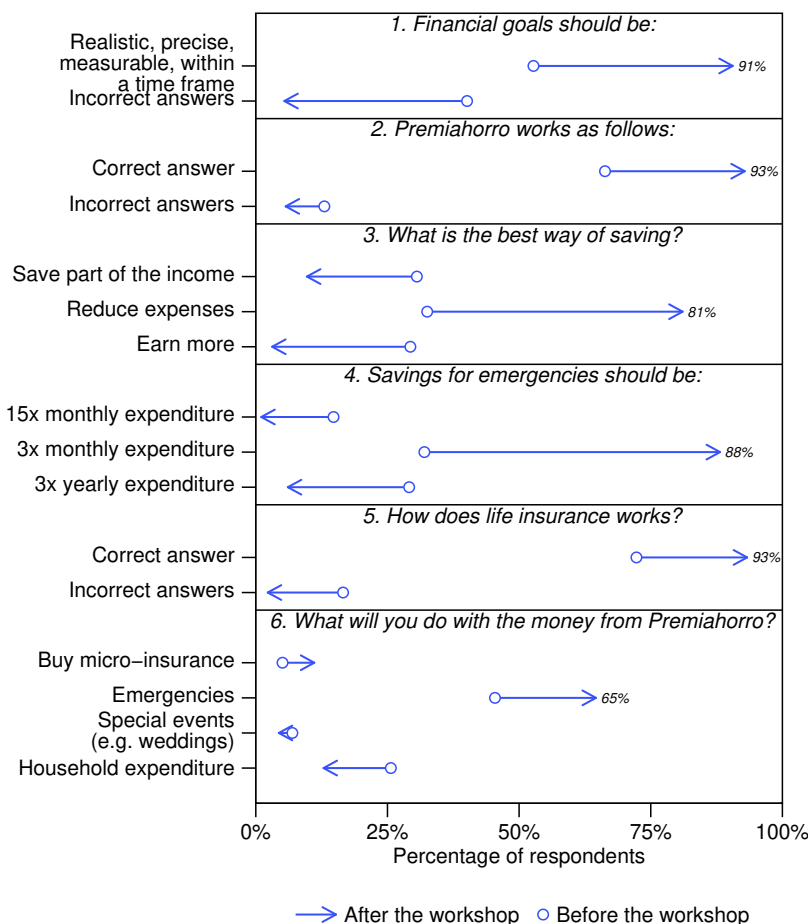 1. Financial goals should be:
Realistic, precise,
measurable, within
a time frame
91%
Incorrect answers
2. Premiahorro works as follows:
Correct answer
93%
Incorrect answers
3. What is the best way of saving?
Save part of the income
Reduce expenses
81%
Earn more
4. Savings for emergencies should be:
15x monthly expenditure
3x monthly expenditure
88%
3x yearly expenditure
5. How does life insurance works?
Correct answer
93%
Incorrect answers
6. What will you do with the money from Premiahorro?
Buy micro−insurance
Emergencies
65%
Special events
(e.g. weddings)
Household expenditure
0% 25% 50% 75% 100%
Percentage of respondents
After the workshop Before the workshop